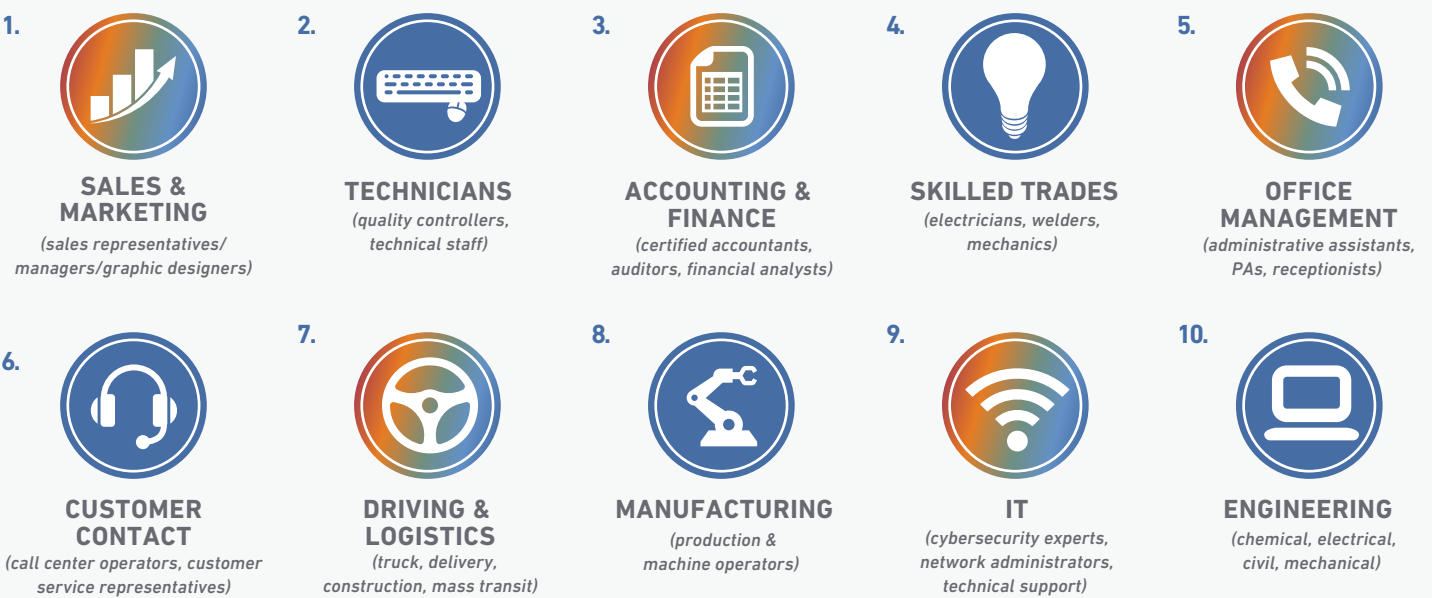 1.
SALES &
MARKETING
(sales representatives/
managers/graphic designers)
2.
TECHNICIANS
(quality controllers,
technical staff)
3.
ACCOUNTING &
FINANCE
(certified accountants,
auditors, financial analysts)
4.
SKILLED TRADES
(electricians, welders,
mechanics)
5.
OFFICE
MANAGEMENT
(administrative assistants,
PAs, receptionists)
6.
CUSTOMER
CONTACT
(call center operators, customer
service representatives)
7.
DRIVING &
LOGISTICS
(truck, delivery,
construction, mass transit)
8.
MANUFACTURING
(production &
machine operators)
9.
IT
(cybersecurity experts,
network administrators,
technical support)
10.
ENGINEERING
(chemical, electrical,
civil, mechanical)